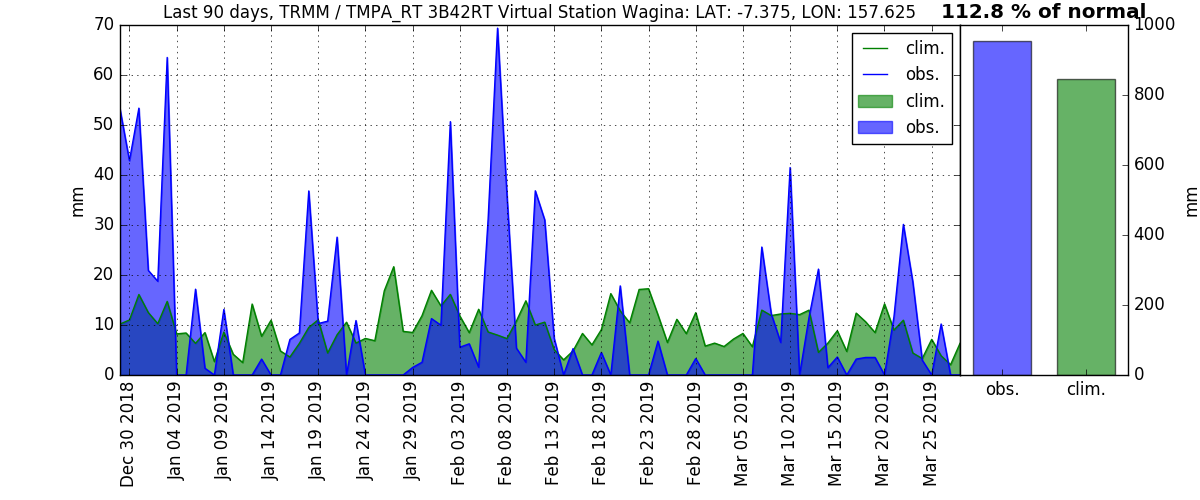 Last 90 days, TRMM / TMPA_RT 3B42RT Virtual Station Wagina: LAT: -7.375, LON: 157.625
112.8 % of normal
70
60
50
40
30
20
10
0
mm
clim.
obs.
clim.
obs.
1000
800
600
400
200
0
mm
Dec 30 2018
Jan 04 2019
Jan 09 2019
Jan 14 2019
Jan 19 2019
Jan 24 2019
Jan 29 2019
Feb 03 2019
Feb 08 2019
Feb 13 2019
Feb 18 2019
Feb 23 2019
Feb 28 2019
Mar 05 2019
Mar 10 2019
Mar 15 2019
Mar 20 2019
Mar 25 2019
obs.
clim.